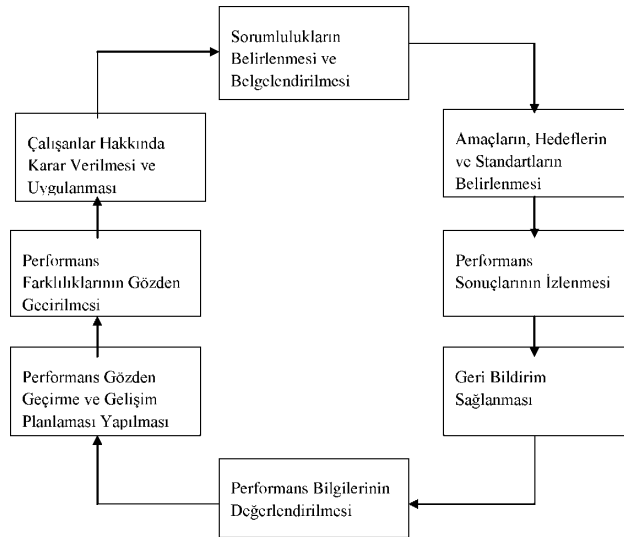 Sorumlulukların
Belirlenmesi ve
Belgelendirilmesi
Amaçların, Hedeflerin
ve Standartların
Belirlenmesi
Performans
Sonuçlarının İzlenmesi
Geri Bildirim
Sağlanması
Performans Bilgilerinin
Değerlendirilmesi
Performans Gözden
Geçirme ve Gelişim
Planlaması Yapılması
Performans
Farklılıklarının Gözden
Geçirilmesi
Çalışanlar Hakkında
Karar Verilmesi ve
Uygulanması